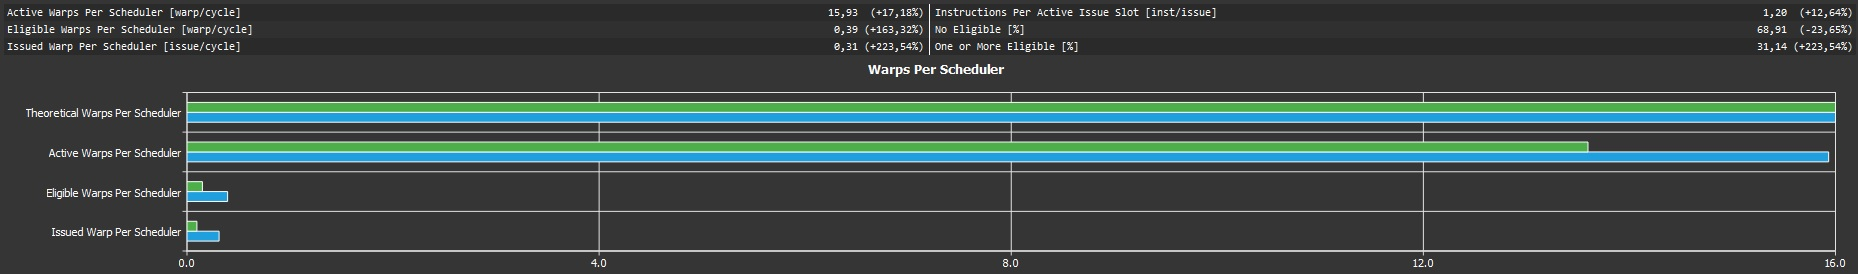 Active Warps Per Scheduler [warp/cycle] 15,93 (+17,18%) Instructions Per Active Issue Slot [inst/issue] 1,20 (+12,64%)
Eligible Warps Per Scheduler [warp/cycle] 0,39 (+163,32%) No Eligible [%] 68,91 (-23,65%)
Issued Warp Per Scheduler [issue/cycle] 0,31 (+223,54%) One or More Eligible [%] 31,14 (+223,54%)
Warps Per Scheduler
Theoretical Warps Per Scheduler
Active Warps Per Scheduler
Eligible Warps Per Scheduler
Issued Warp Per Scheduler
0.0 4.0 8.0 12.0 16.0